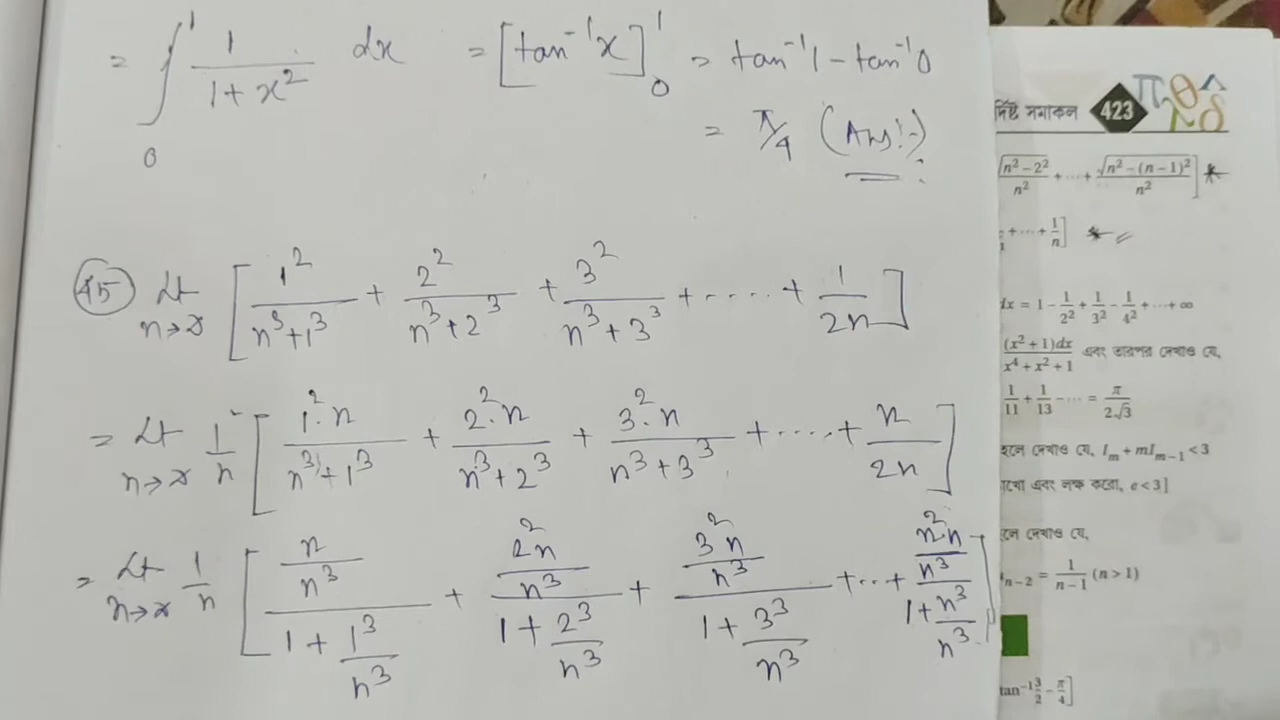 = ∫₀¹ 1/(1+x²) dx = [tan⁻¹x]₀¹ = tan⁻¹1 - tan⁻¹0
= π/4 (Ans:-)
(45) Lt n→∞ [1²/(n³+1³) + 2²/(n³+2³) + 3²/(n³+3³) + ..... + 1/2n]
= Lt n→∞ 1/n [1².n/(n³+1³) + 2².n/(n³+2³) + 3².n/(n³+3³) + ..... + n/2n]
= Lt n→∞ 1/n [(n/n³)/(1+1³/n³) + (2²n/n³)/(1+2³/n³) + (3²n/n³)/(1+3³/n³) + ... + (n²n/n³)/(1+n³/n³)]
সমাকল 423 πθ^2δ
√(n²-2²)/n² + ... + √(n²-(n-1)²)/n²]
+ ... + 1/n]
dx = 1 - 1/2² + 1/3² - 1/4² + ... + ∞
(x²+1)dx/(x⁴+x²+1) এবং তারপর দেখাও যে,
1/11 + 1/13 - ... = π/2√3
দেখাও যে, Iₘ + mIₘ₋₁ < 3
এবং লক্ষ করো, e < 3]
দেখাও যে,
n-2 = 1/(n-1) (n > 1)
tan⁻¹ 3/2 - π/4]